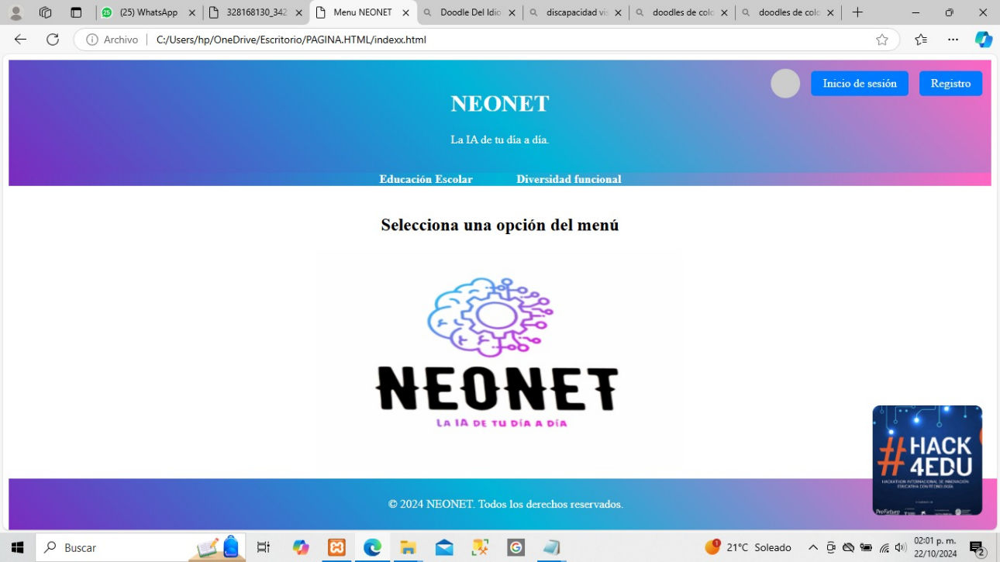 (25) WhatsApp
328168130_342
Menu NEONET
Doodle Del Idio
discapacidad vis
doodles de colo
doodles de colo
Archivo
C:/Users/hp/OneDrive/Escritorio/PAGINA.HTML/indexx.html
Inicio de sesión
Registro
NEONET
La IA de tu día a día.
Educación Escolar
Diversidad funcional
Selecciona una opción del menú
NEONET
LA IA DE TU DÍA A DÍA
#HACK
4EDU
HACKATHON INTERNACIONAL DE INNOVACIÓN
EDUCATIVA CON TECNOLOGÍA
ProFuturo
© 2024 NEONET. Todos los derechos reservados.
Buscar
21°C Soleado
02:01 p. m.
22/10/2024
2